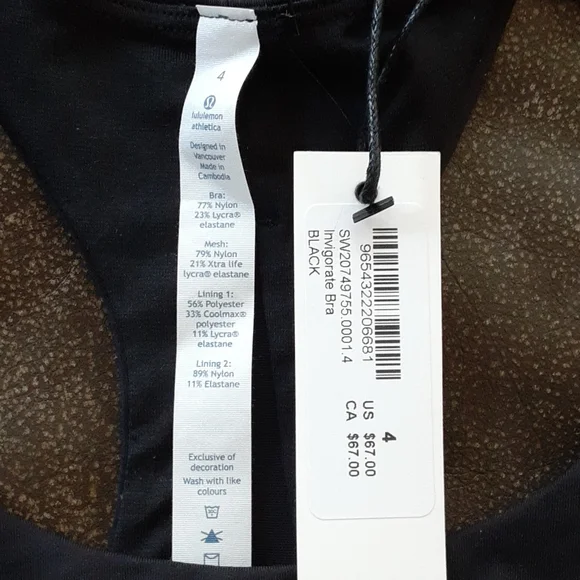 4
lululemon
athletica
Designed in
Vancouver
Made in
Cambodia
Bra:
77% Nylon
23% Lycra®
elastane
Mesh:
79% Nylon
21% Xtra life
lycra® elastane
Lining 1:
56% Polyester
33% Coolmax®
polyester
11% Lycra®
elastane
Lining 2:
89% Nylon
11% Elastane
Exclusive of
decoration
Wash with like
colours
9654322206681
SW20749755.0001.4
Invigorate Bra
BLACK
4
US $67.00
CA $67.00